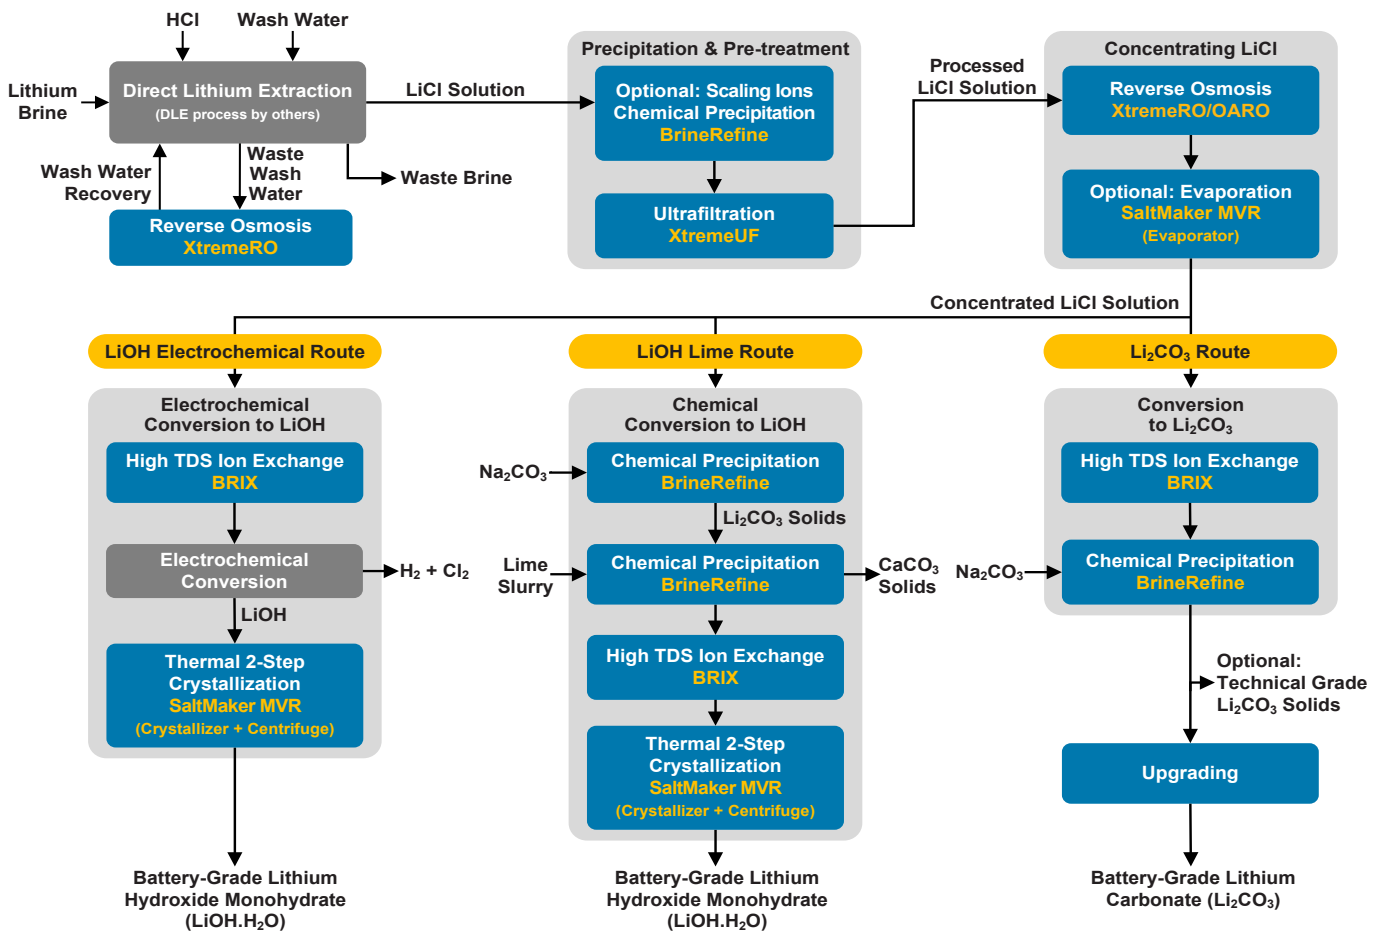 HCl
Wash Water
Lithium
Brine
Direct Lithium Extraction
(DLE process by others)
LiCl Solution
Wash Water
Recovery
Waste
Wash
Water
Waste Brine
Reverse Osmosis
XtremeRO
Precipitation & Pre-treatment
Optional: Scaling Ions
Chemical Precipitation
BrineRefine
Ultrafiltration
XtremeUF
Processed
LiCl Solution
Concentrating LiCl
Reverse Osmosis
XtremeRO/OARO
Optional: Evaporation
SaltMaker MVR
(Evaporator)
Concentrated LiCl Solution
LiOH Electrochemical Route
Electrochemical
Conversion to LiOH
High TDS Ion Exchange
BRIX
Electrochemical
Conversion
H₂ + Cl₂
LiOH
Thermal 2-Step
Crystallization
SaltMaker MVR
(Crystallizer + Centrifuge)
Battery-Grade Lithium
Hydroxide Monohydrate
(LiOH.H₂O)
LiOH Lime Route
Chemical
Conversion to LiOH
Na₂CO₃
Chemical Precipitation
BrineRefine
Li₂CO₃ Solids
Lime
Slurry
Chemical Precipitation
BrineRefine
CaCO₃
Solids
High TDS Ion Exchange
BRIX
Thermal 2-Step
Crystallization
SaltMaker MVR
(Crystallizer + Centrifuge)
Battery-Grade Lithium
Hydroxide Monohydrate
(LiOH.H₂O)
Li₂CO₃ Route
Conversion
to Li₂CO₃
High TDS Ion Exchange
BRIX
Na₂CO₃
Chemical Precipitation
BrineRefine
Optional:
Technical Grade
Li₂CO₃ Solids
Upgrading
Battery-Grade Lithium
Carbonate (Li₂CO₃)